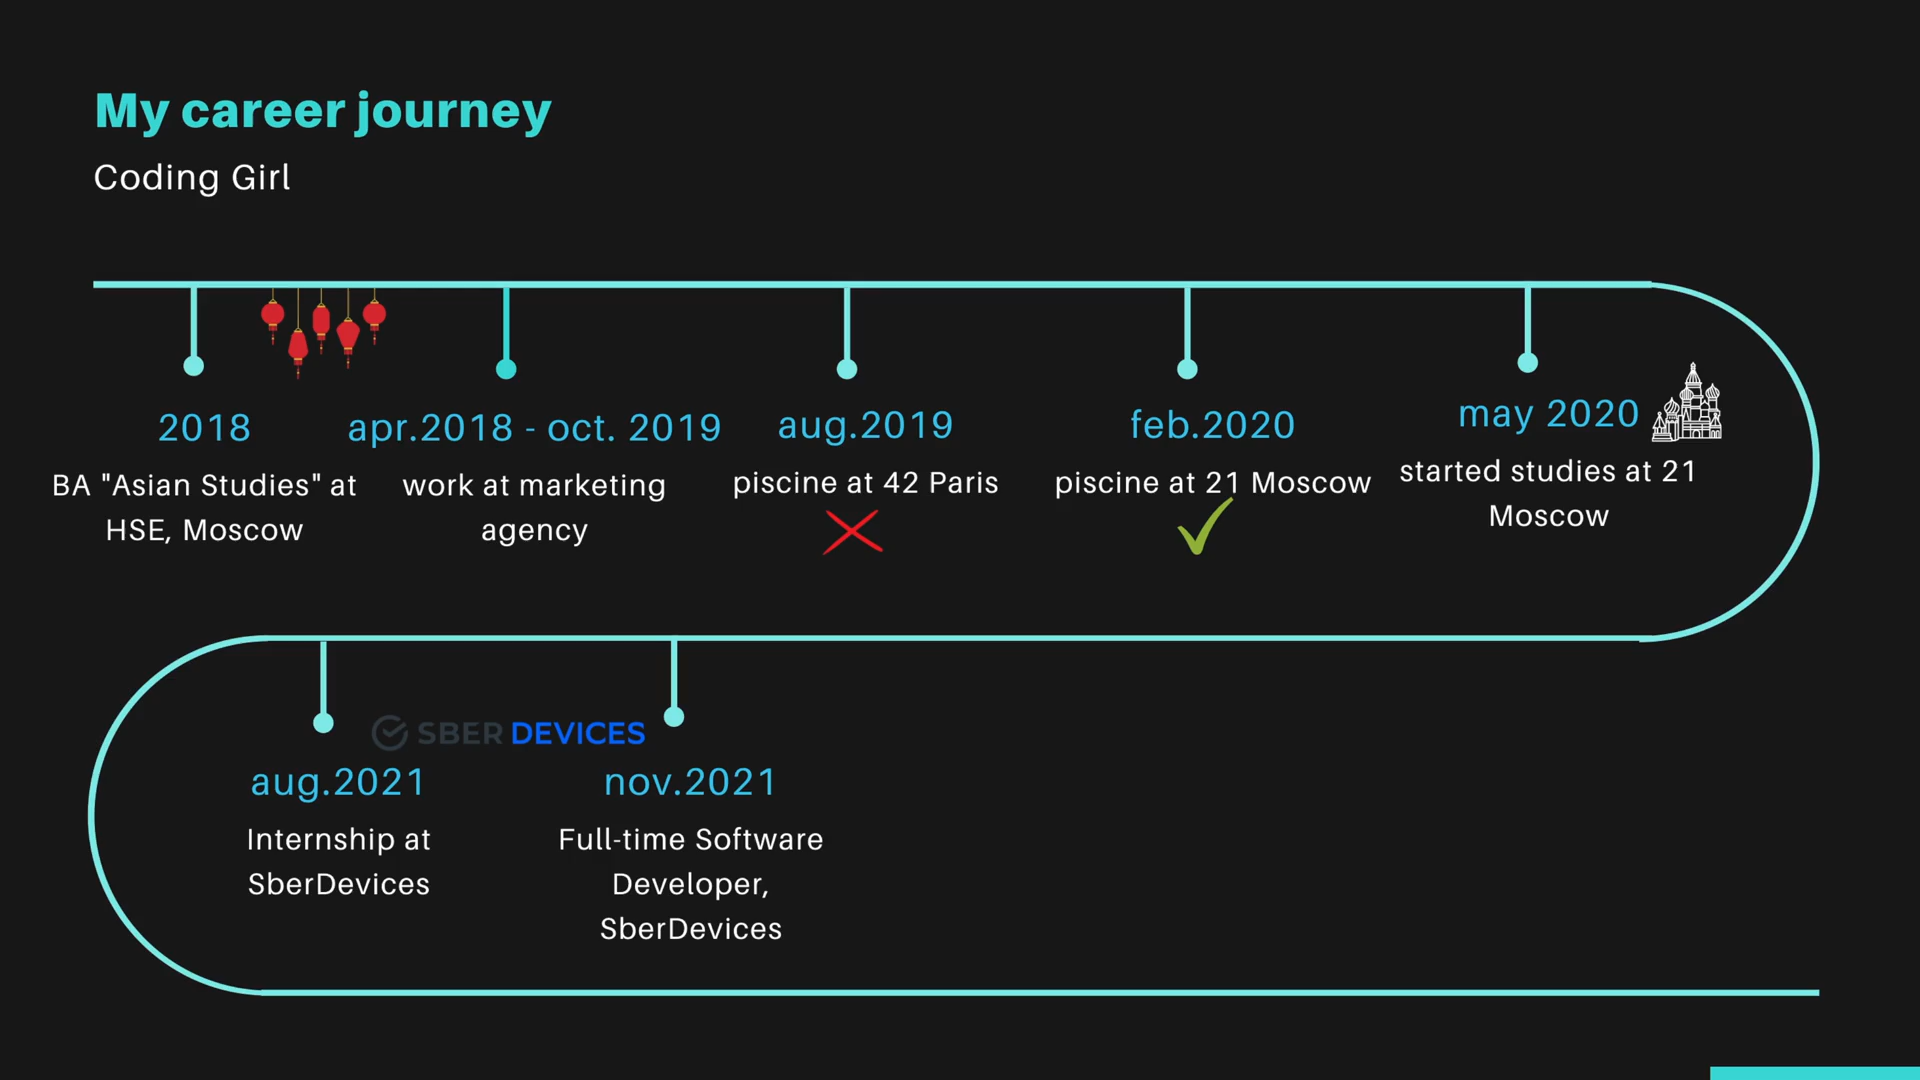 My career journey
Coding Girl
2018
BA "Asian Studies" at
HSE, Moscow
apr.2018 - oct. 2019
work at marketing
agency
aug.2019
piscine at 42 Paris
feb.2020
piscine at 21 Moscow
may 2020
started studies at 21
Moscow
SBER DEVICES
aug.2021
Internship at
SberDevices
nov.2021
Full-time Software
Developer,
SberDevices